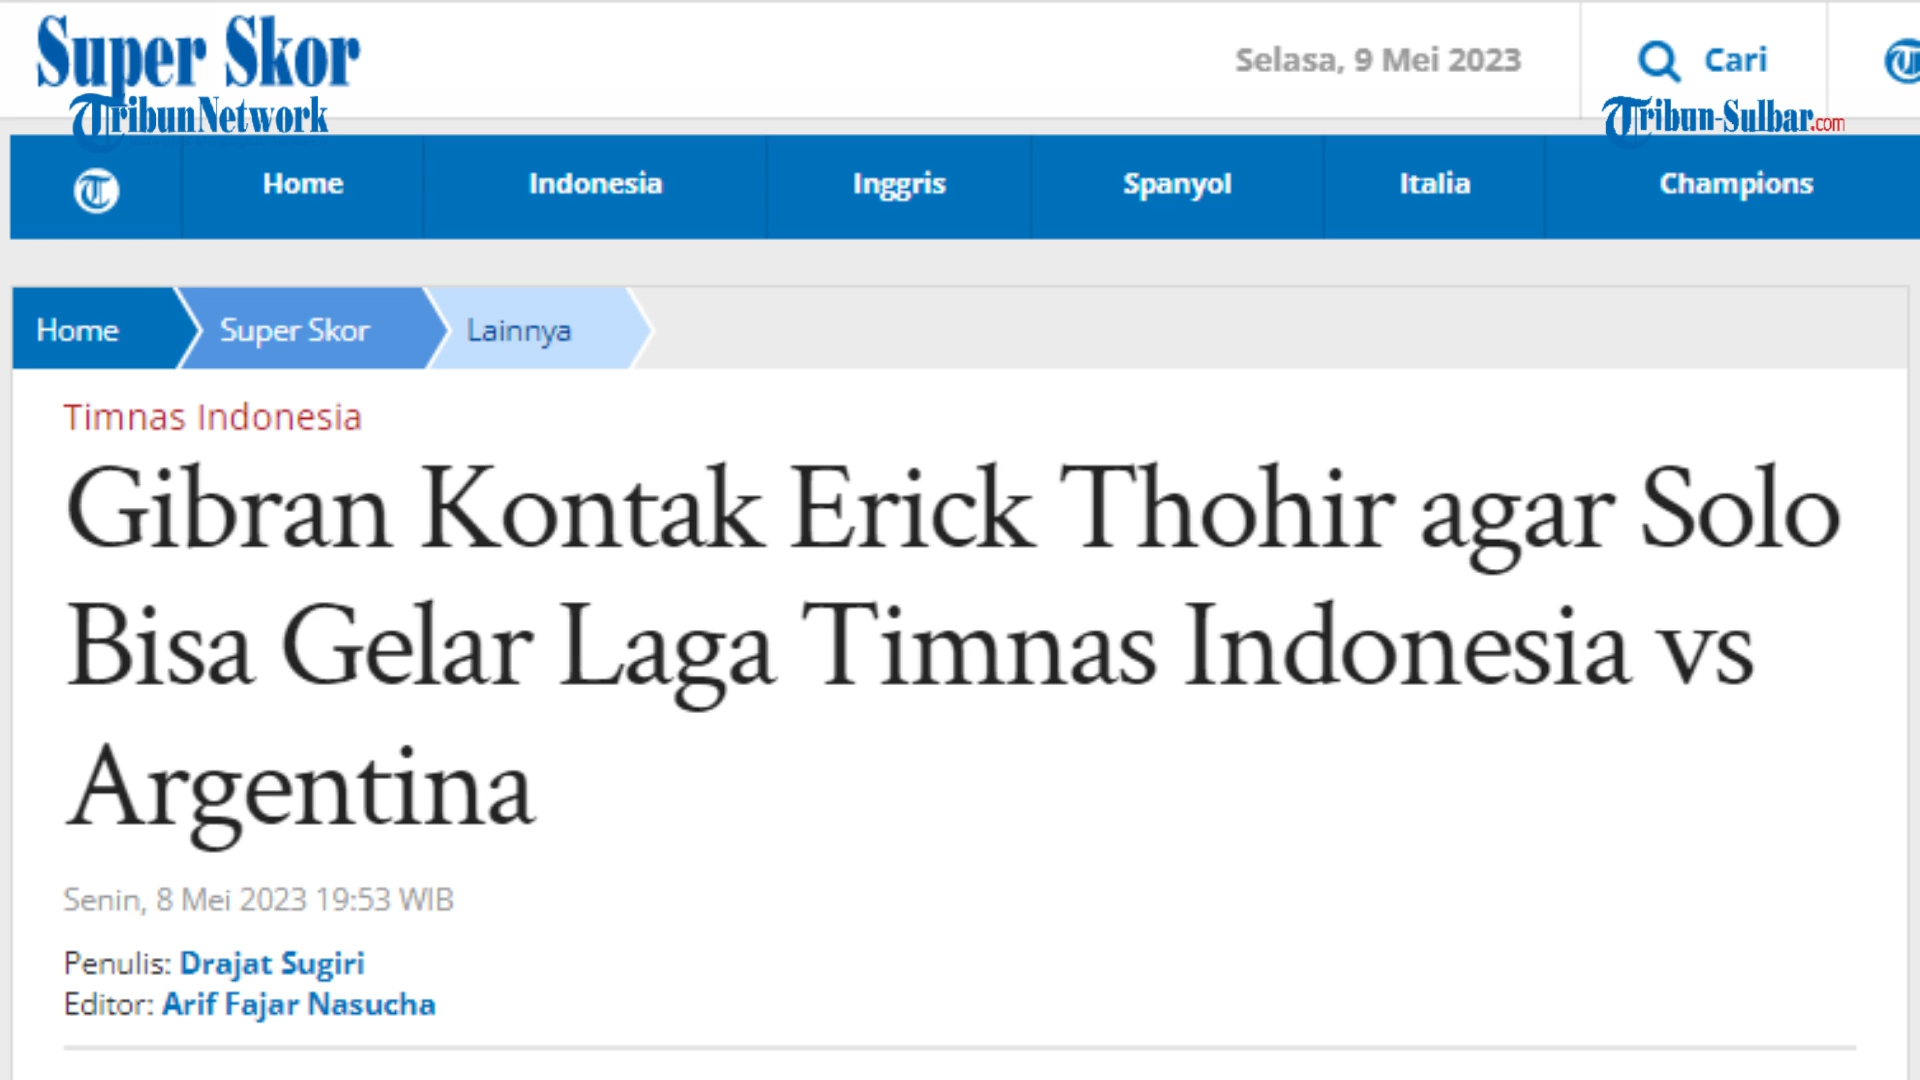 Super Skor
Selasa, 9 Mei 2023
Cari
TribunNetwork
Tribun-Sulbar.com
Home Indonesia Inggris Spanyol Italia Champions
Home Super Skor Lainnya
Timnas Indonesia
Gibran Kontak Erick Thohir agar Solo
Bisa Gelar Laga Timnas Indonesia vs
Argentina
Senin, 8 Mei 2023 19:53 WIB
Penulis: Drajat Sugiri
Editor: Arif Fajar Nasucha